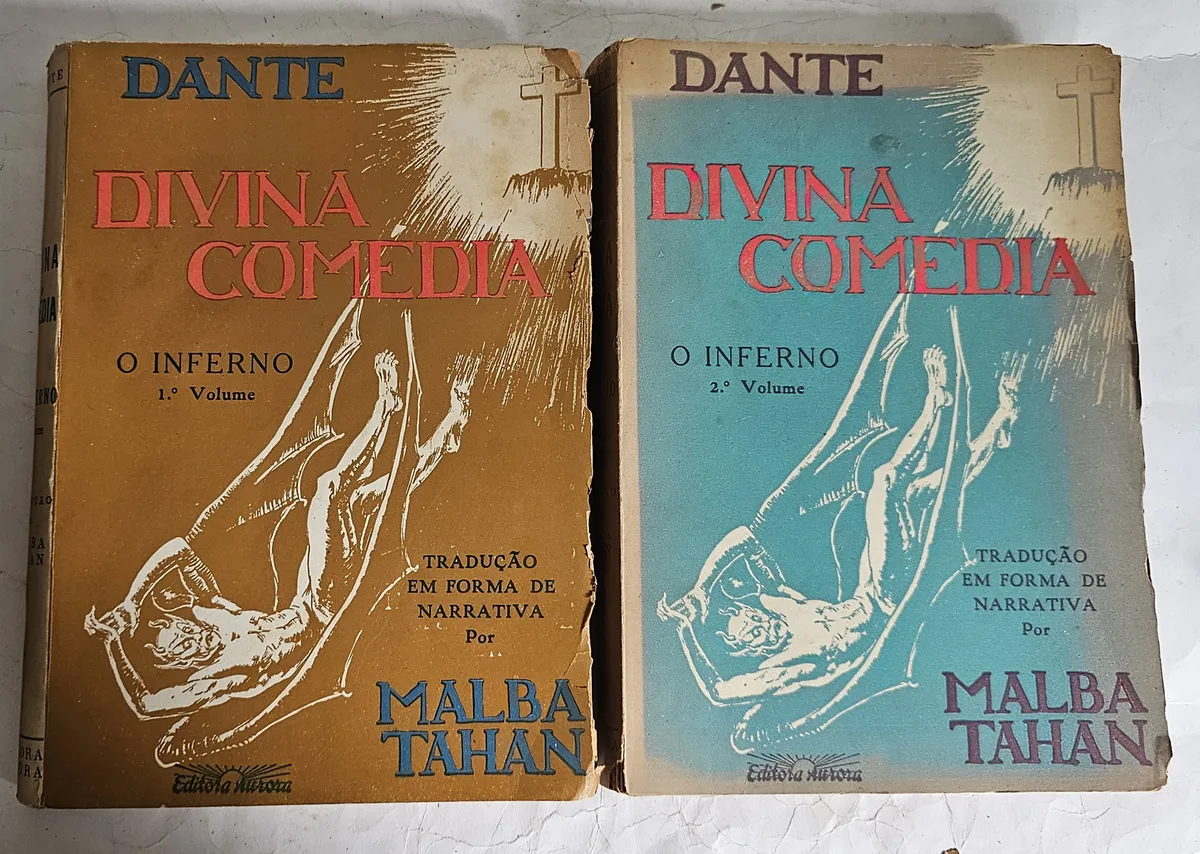 DANTE
DIVINA
COMEDIA
O INFERNO
1.º Volume
TRADUÇÃO
EM FORMA DE
NARRATIVA
Por
MALBA
TAHAN
Editora Aurora
DANTE
DIVINA
COMEDIA
O INFERNO
2.º Volume
TRADUÇÃO
EM FORMA DE
NARRATIVA
Por
MALBA
TAHAN
Editora Aurora